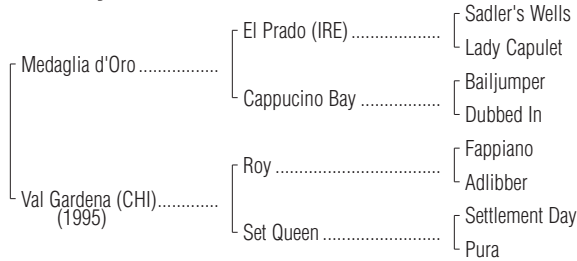 Sadler's Wells
El Prado (IRE) ....................
Lady Capulet
Medaglia d'Oro ................
Bailjumper
Cappucino Bay ..................
Dubbed In
Fappiano
Roy .....................................
Adlibber
Val Gardena (CHI).............
(1995)
Settlement Day
Set Queen ..........................
Pura